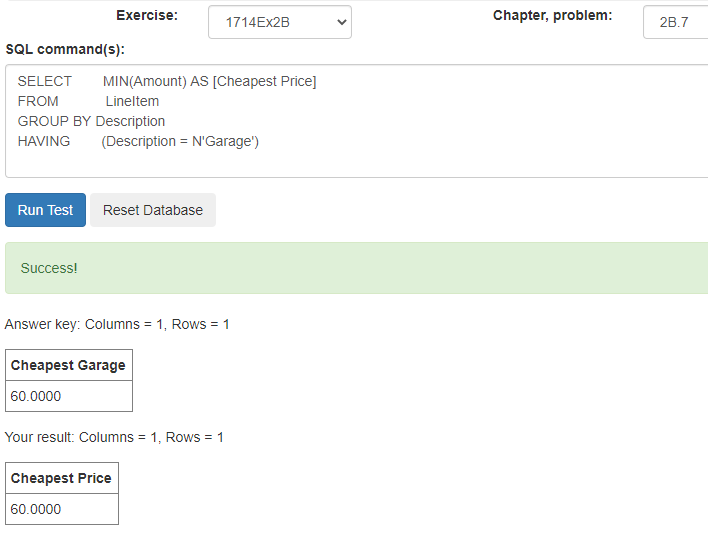 Exercise: 1714Ex2B Chapter, problem: 2B.7
SQL command(s):
SELECT MIN(Amount) AS [Cheapest Price]
FROM LineItem
GROUP BY Description
HAVING (Description = N'Garage')
Run Test Reset Database
Success!
Answer key: Columns = 1, Rows = 1
Cheapest Garage
60.0000
Your result: Columns = 1, Rows = 1
Cheapest Price
60.0000